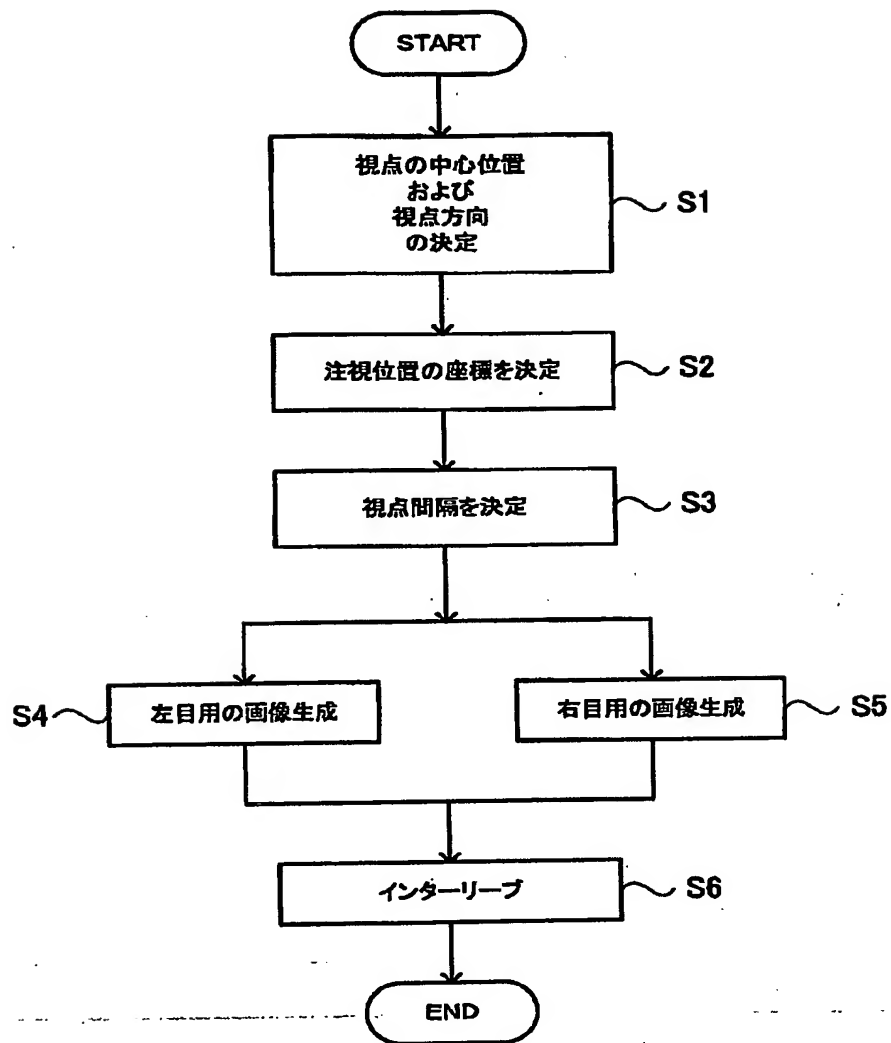 START
視点の中心位置
および
視点方向
の決定
S1
注視位置の座標を決定
S2
視点間隔を決定
S3
S4
左目用の画像生成
右目用の画像生成
S5
インターリーブ
S6
END